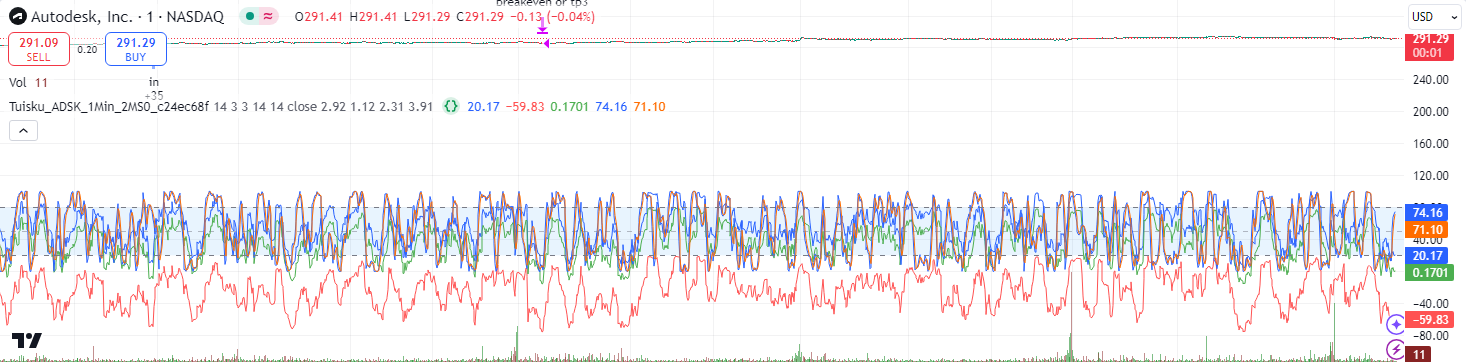 breakeven or tp3
Autodesk, Inc. · 1 · NASDAQ O291.41 H291.41 L291.29 C291.29 −0.13 (−0.04%)
USD
291.09 SELL
0.20
291.29 BUY
291.29
00:01
Vol 11
in
+35
240.00
Tuisku_ADSK_1Min_2MS0_c24ec68f 14 3 3 14 14 close 2.92 1.12 2.31 3.91 {} 20.17 −59.83 0.1701 74.16 71.10
200.00
160.00
120.00
74.16
71.10
40.00
20.17
0.1701
−40.00
−59.83
−80.00
11